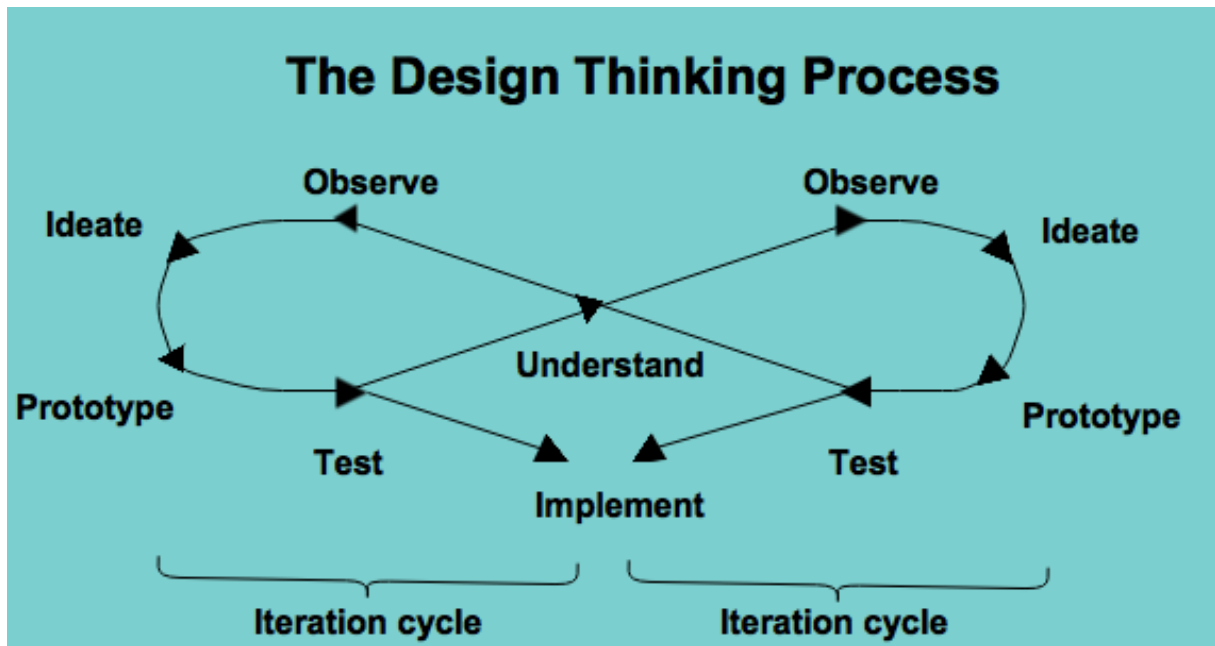 The Design Thinking Process
Observe
Observe
Ideate
Ideate
Understand
Prototype
Prototype
Test
Test
Implement
Iteration cycle
Iteration cycle